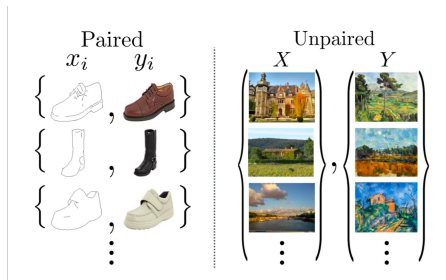 Paired
x_i y_i
Unpaired
X Y
{ , }
{ , }
{ , }
⋮
{ ⋮ } , { ⋮ }